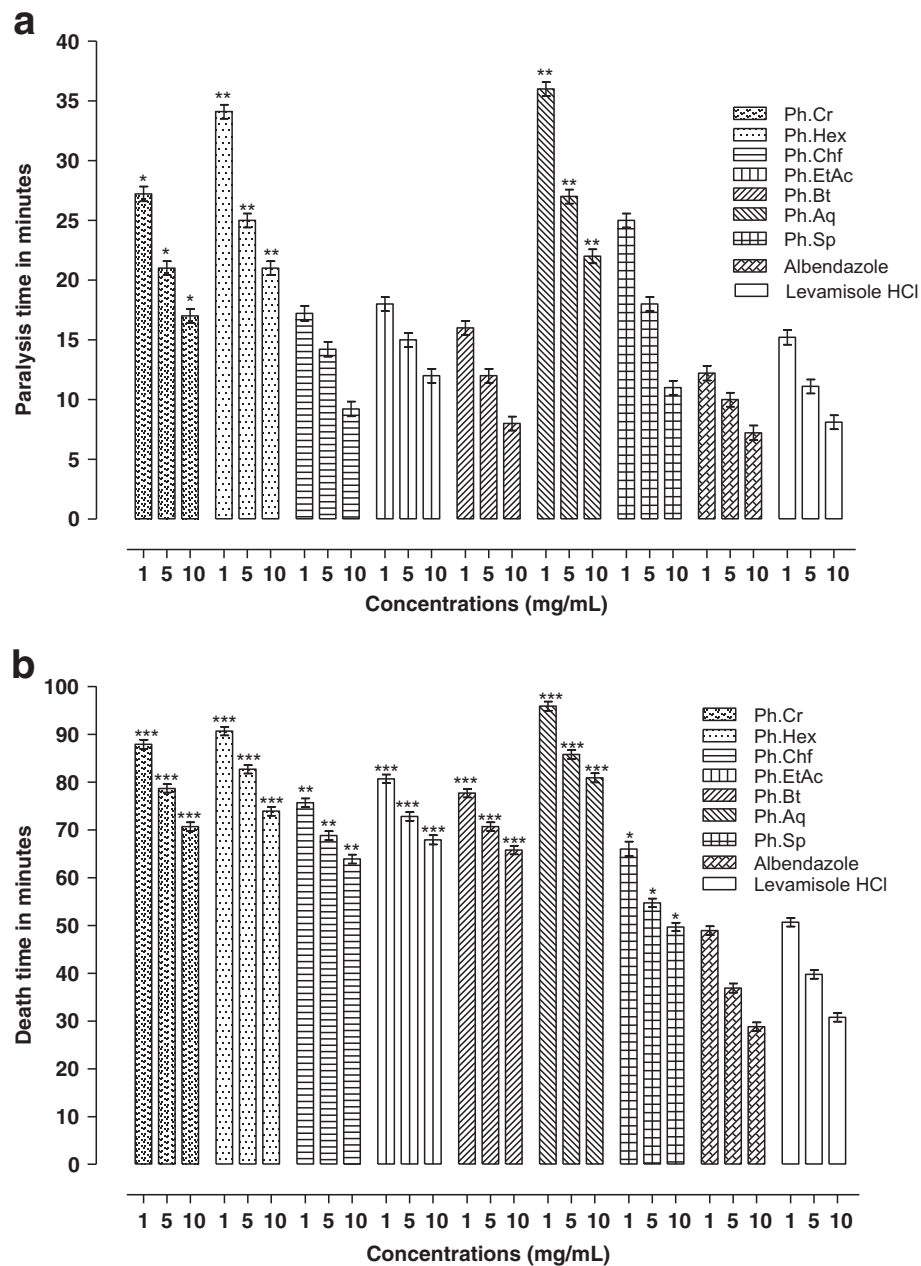 a
Paralysis time in minutes
40
35
30
25
20
15
10
5
0
* * *
** ** **
** ** **
Ph.Cr
Ph.Hex
Ph.Chf
Ph.EtAc
Ph.Bt
Ph.Aq
Ph.Sp
Albendazole
Levamisole HCl
1 5 10 1 5 10 1 5 10 1 5 10 1 5 10 1 5 10 1 5 10 1 5 10 1 5 10
Concentrations (mg/mL)
b
Death time in minutes
100
90
80
70
60
50
40
30
20
10
0
*** *** ***
*** *** ***
** ** **
*** *** ***
*** *** ***
*** *** ***
* * *
Ph.Cr
Ph.Hex
Ph.Chf
Ph.EtAc
Ph.Bt
Ph.Aq
Ph.Sp
Albendazole
Levamisole HCl
1 5 10 1 5 10 1 5 10 1 5 10 1 5 10 1 5 10 1 5 10 1 5 10 1 5 10
Concentrations (mg/mL)